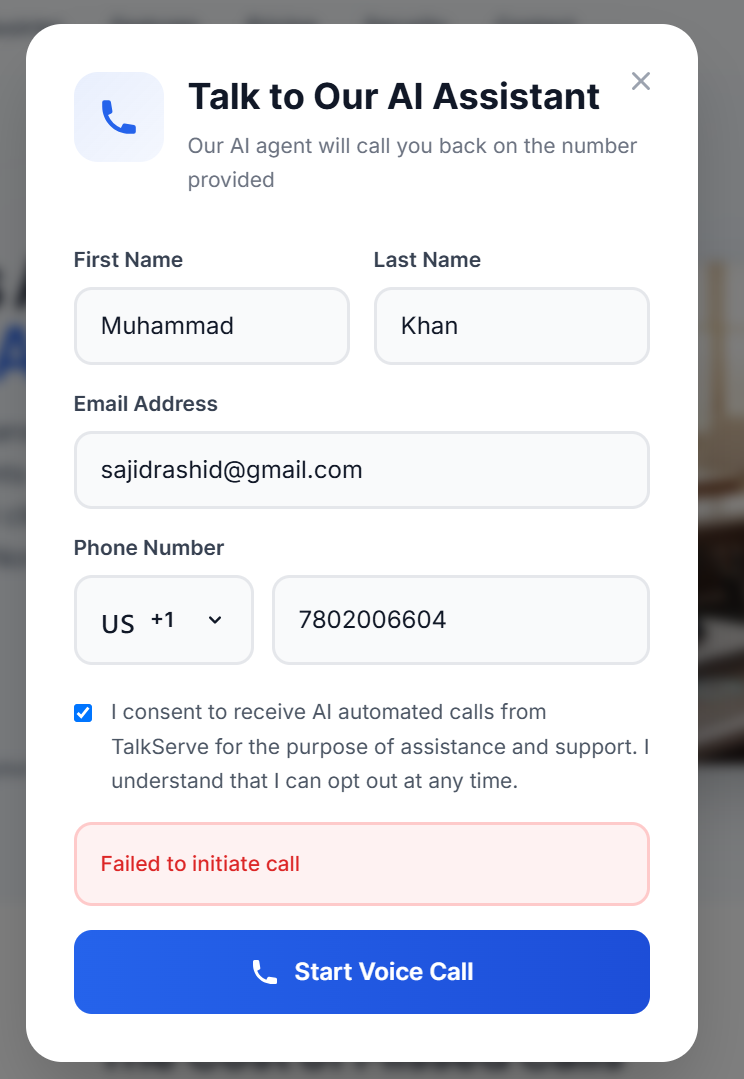 Talk to Our AI Assistant
Our AI agent will call you back on the number
provided
First Name
Last Name
Muhammad
Khan
Email Address
sajidrashid@gmail.com
Phone Number
US +1
7802006604
I consent to receive AI automated calls from
TalkServe for the purpose of assistance and support. I
understand that I can opt out at any time.
Failed to initiate call
Start Voice Call